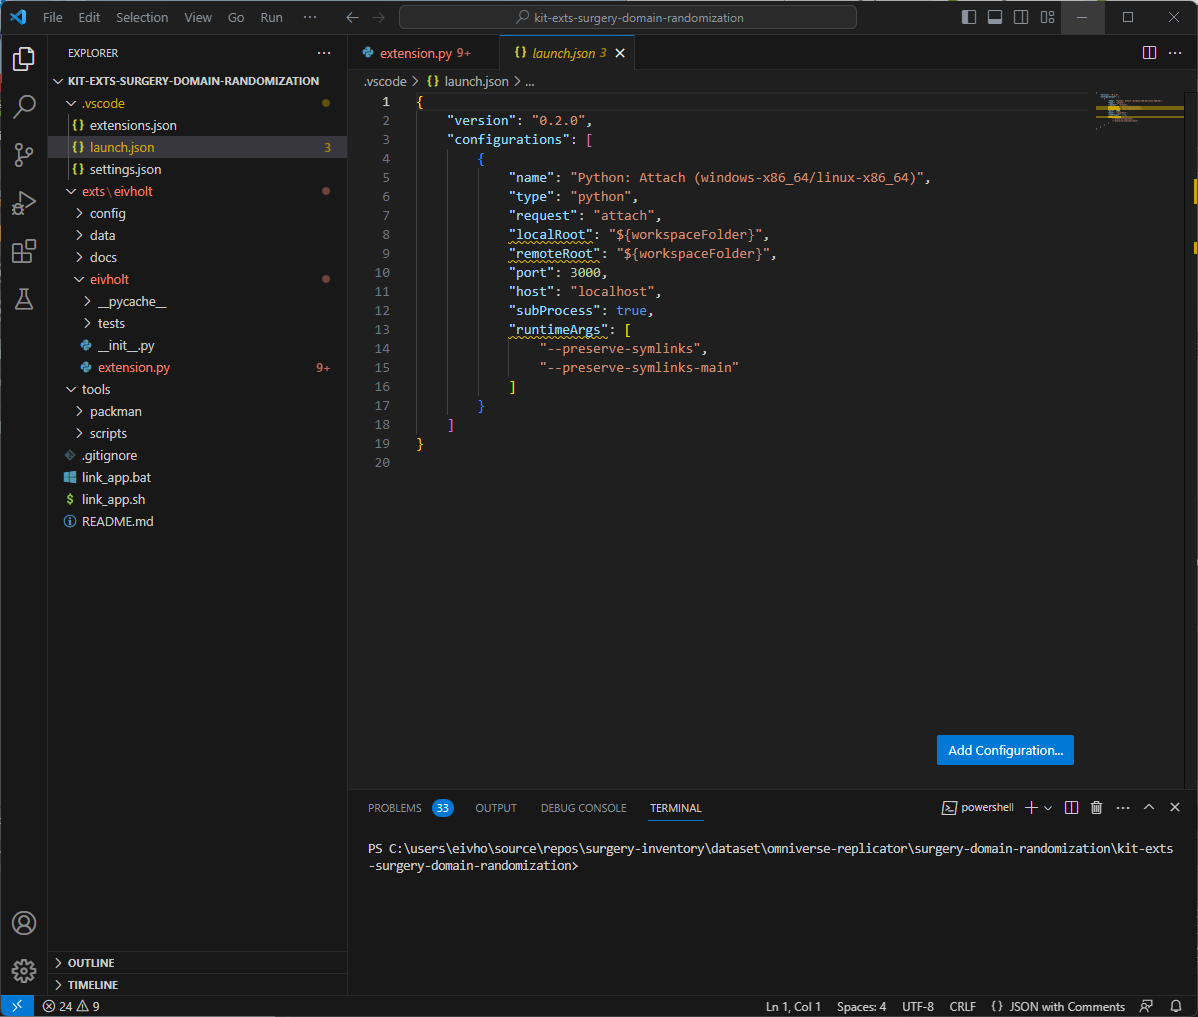 File Edit Selection View Go Run ···
kit-exts-surgery-domain-randomization
EXPLORER
KIT-EXTS-SURGERY-DOMAIN-RANDOMIZATION
.vscode
{} extensions.json
{} launch.json 3
{} settings.json
exts\eivholt
config
data
docs
eivholt
__pycache__
tests
__init__.py
extension.py 9+
tools
packman
scripts
.gitignore
link_app.bat
$ link_app.sh
README.md
OUTLINE
TIMELINE
extension.py 9+
{} launch.json 3
.vscode > {} launch.json > ...
1 {
2 "version": "0.2.0",
3 "configurations": [
4 {
5 "name": "Python: Attach (windows-x86_64/linux-x86_64)",
6 "type": "python",
7 "request": "attach",
8 "localRoot": "${workspaceFolder}",
9 "remoteRoot": "${workspaceFolder}",
10 "port": 3000,
11 "host": "localhost",
12 "subProcess": true,
13 "runtimeArgs": [
14 "--preserve-symlinks",
15 "--preserve-symlinks-main"
16 ]
17 }
18 ]
19 }
20
Add Configuration...
PROBLEMS 33 OUTPUT DEBUG CONSOLE TERMINAL
powershell
PS C:\users\eivho\source\repos\surgery-inventory\dataset\omniverse-replicator\surgery-domain-randomization\kit-exts
-surgery-domain-randomization>
24 9
Ln 1, Col 1 Spaces: 4 UTF-8 CRLF {} JSON with Comments